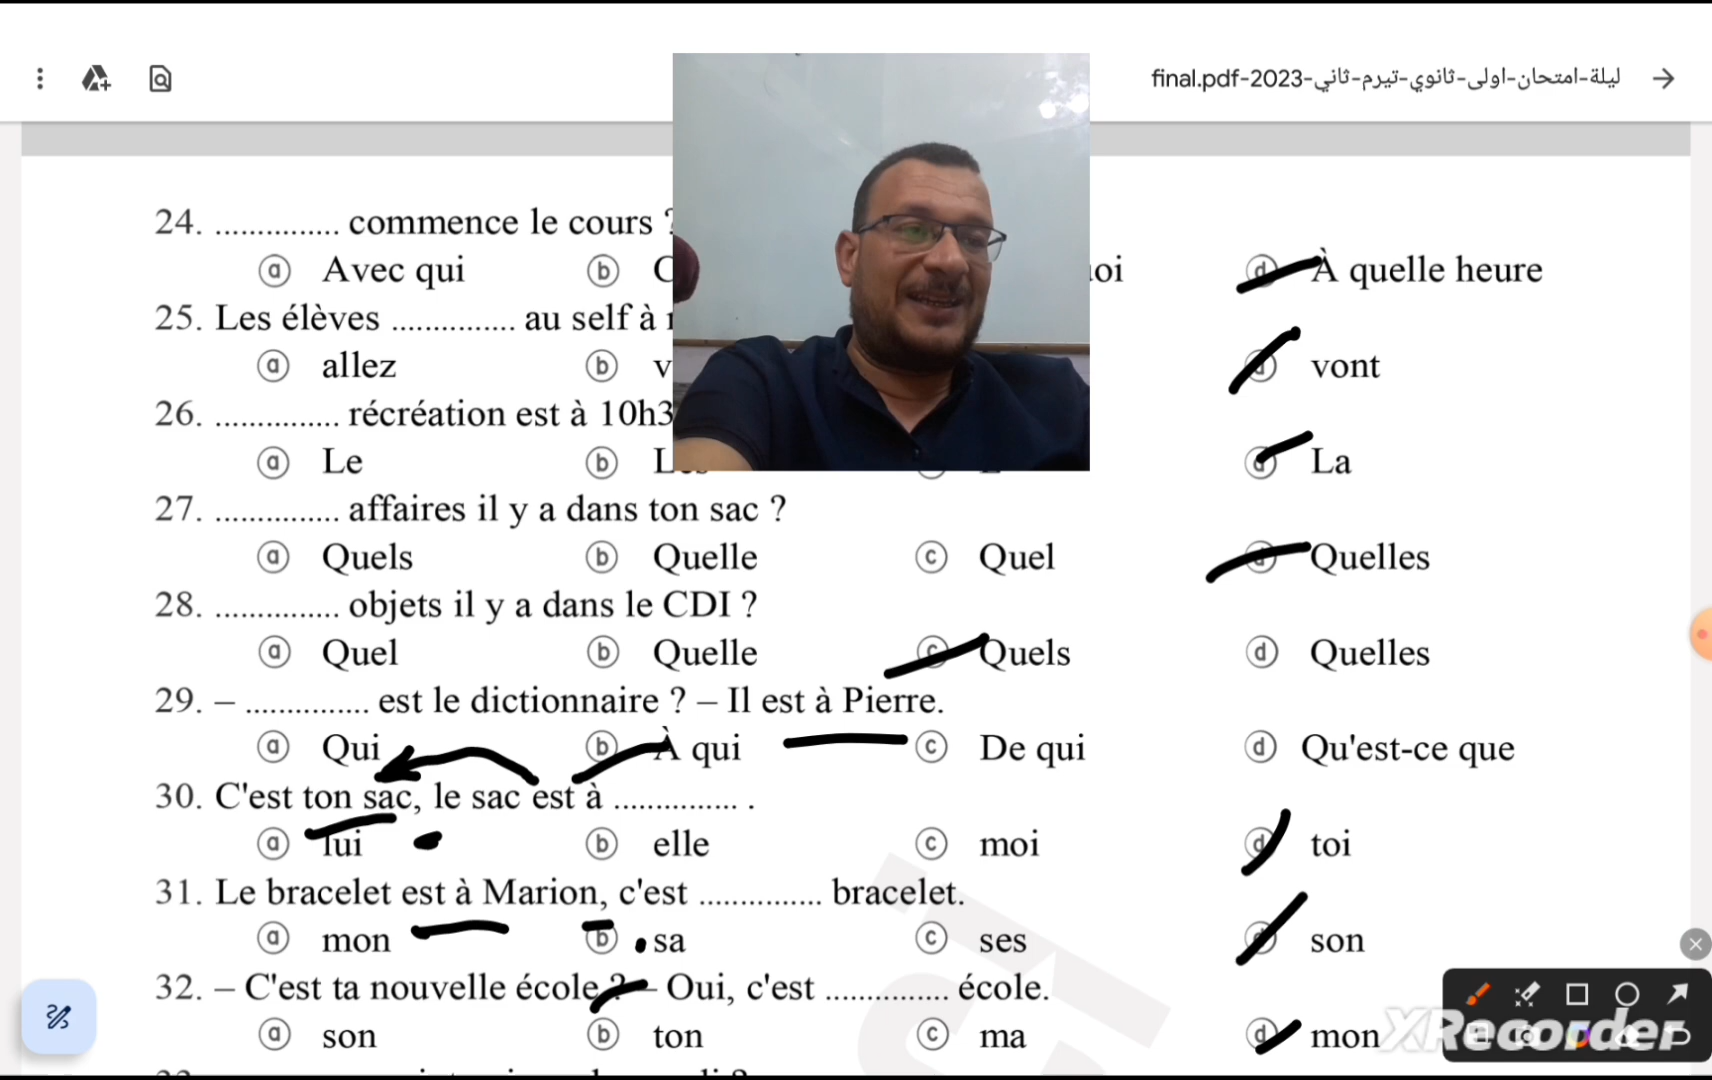 ليلة-امتحان-اولى-ثانوي-تيرم-ثاني-2023-final.pdf
24. ............... commence le cours ?
a Avec qui b d À quelle heure
25. Les élèves ............... au self à
a allez b d vont
26. ............... récréation est à 10h3
a Le b d La
27. ............... affaires il y a dans ton sac ?
a Quels b Quelle c Quel d Quelles
28. ............... objets il y a dans le CDI ?
a Quel b Quelle c Quels d Quelles
29. – ............... est le dictionnaire ? – Il est à Pierre.
a Qui b À qui c De qui d Qu'est-ce que
30. C'est ton sac, le sac est à ............... .
a lui b elle c moi d toi
31. Le bracelet est à Marion, c'est ............... bracelet.
a mon b sa c ses d son
32. – C'est ta nouvelle école ? – Oui, c'est ............... école.
a son b ton c ma d mon
XRecorder